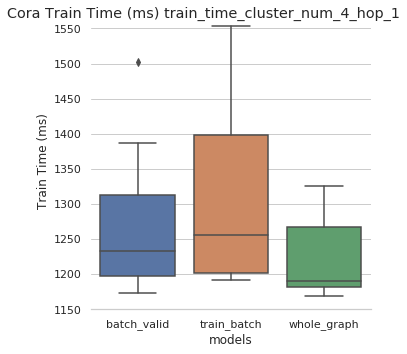 Cora Train Time (ms) train_time_cluster_num_4_hop_1
1550
1500
1450
1400
1350
1300
1250
1200
1150
Train Time (ms)
batch_valid train_batch whole_graph
models